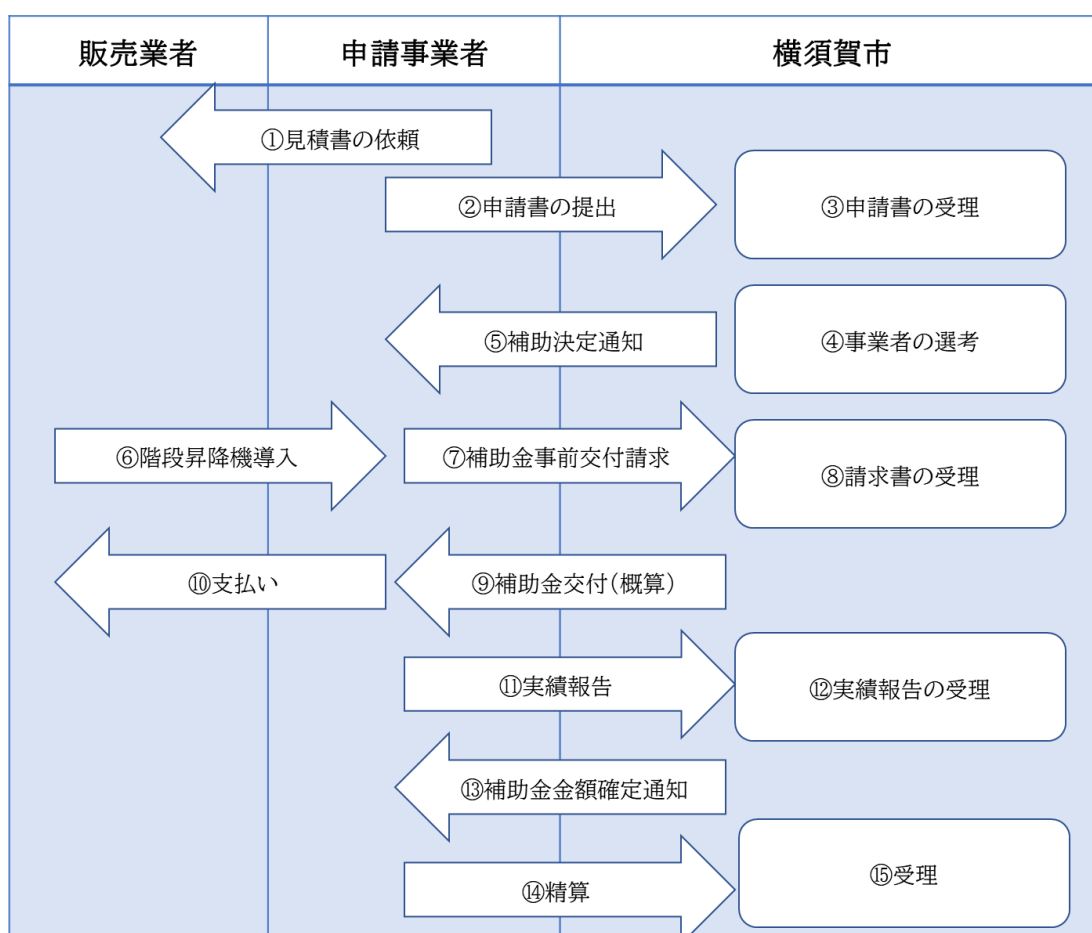 販売業者
申請事業者
横須賀市
①見積書の依頼
②申請書の提出
③申請書の受理
④事業者の選考
⑤補助決定通知
⑥階段昇降機導入
⑦補助金事前交付請求
⑧請求書の受理
⑨補助金交付(概算)
⑩支払い
⑪実績報告
⑫実績報告の受理
⑬補助金金額確定通知
⑭精算
⑮受理